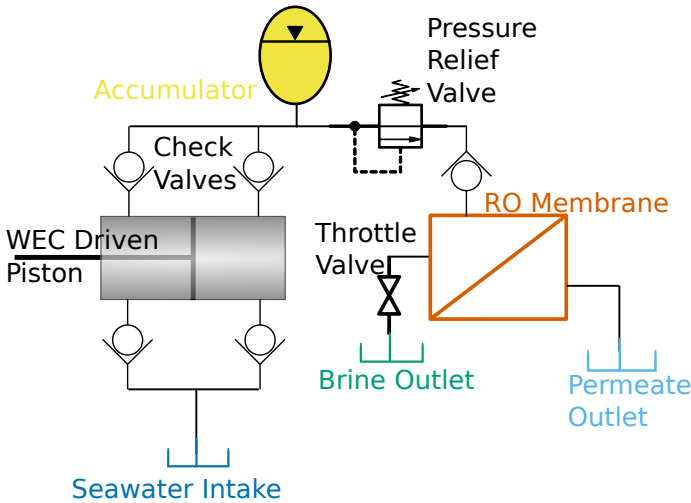 Pressure
Relief
Valve
Accumulator
Check
Valves
RO Membrane
WEC Driven
Piston
Throttle
Valve
Brine Outlet
Permeate
Outlet
Seawater Intake